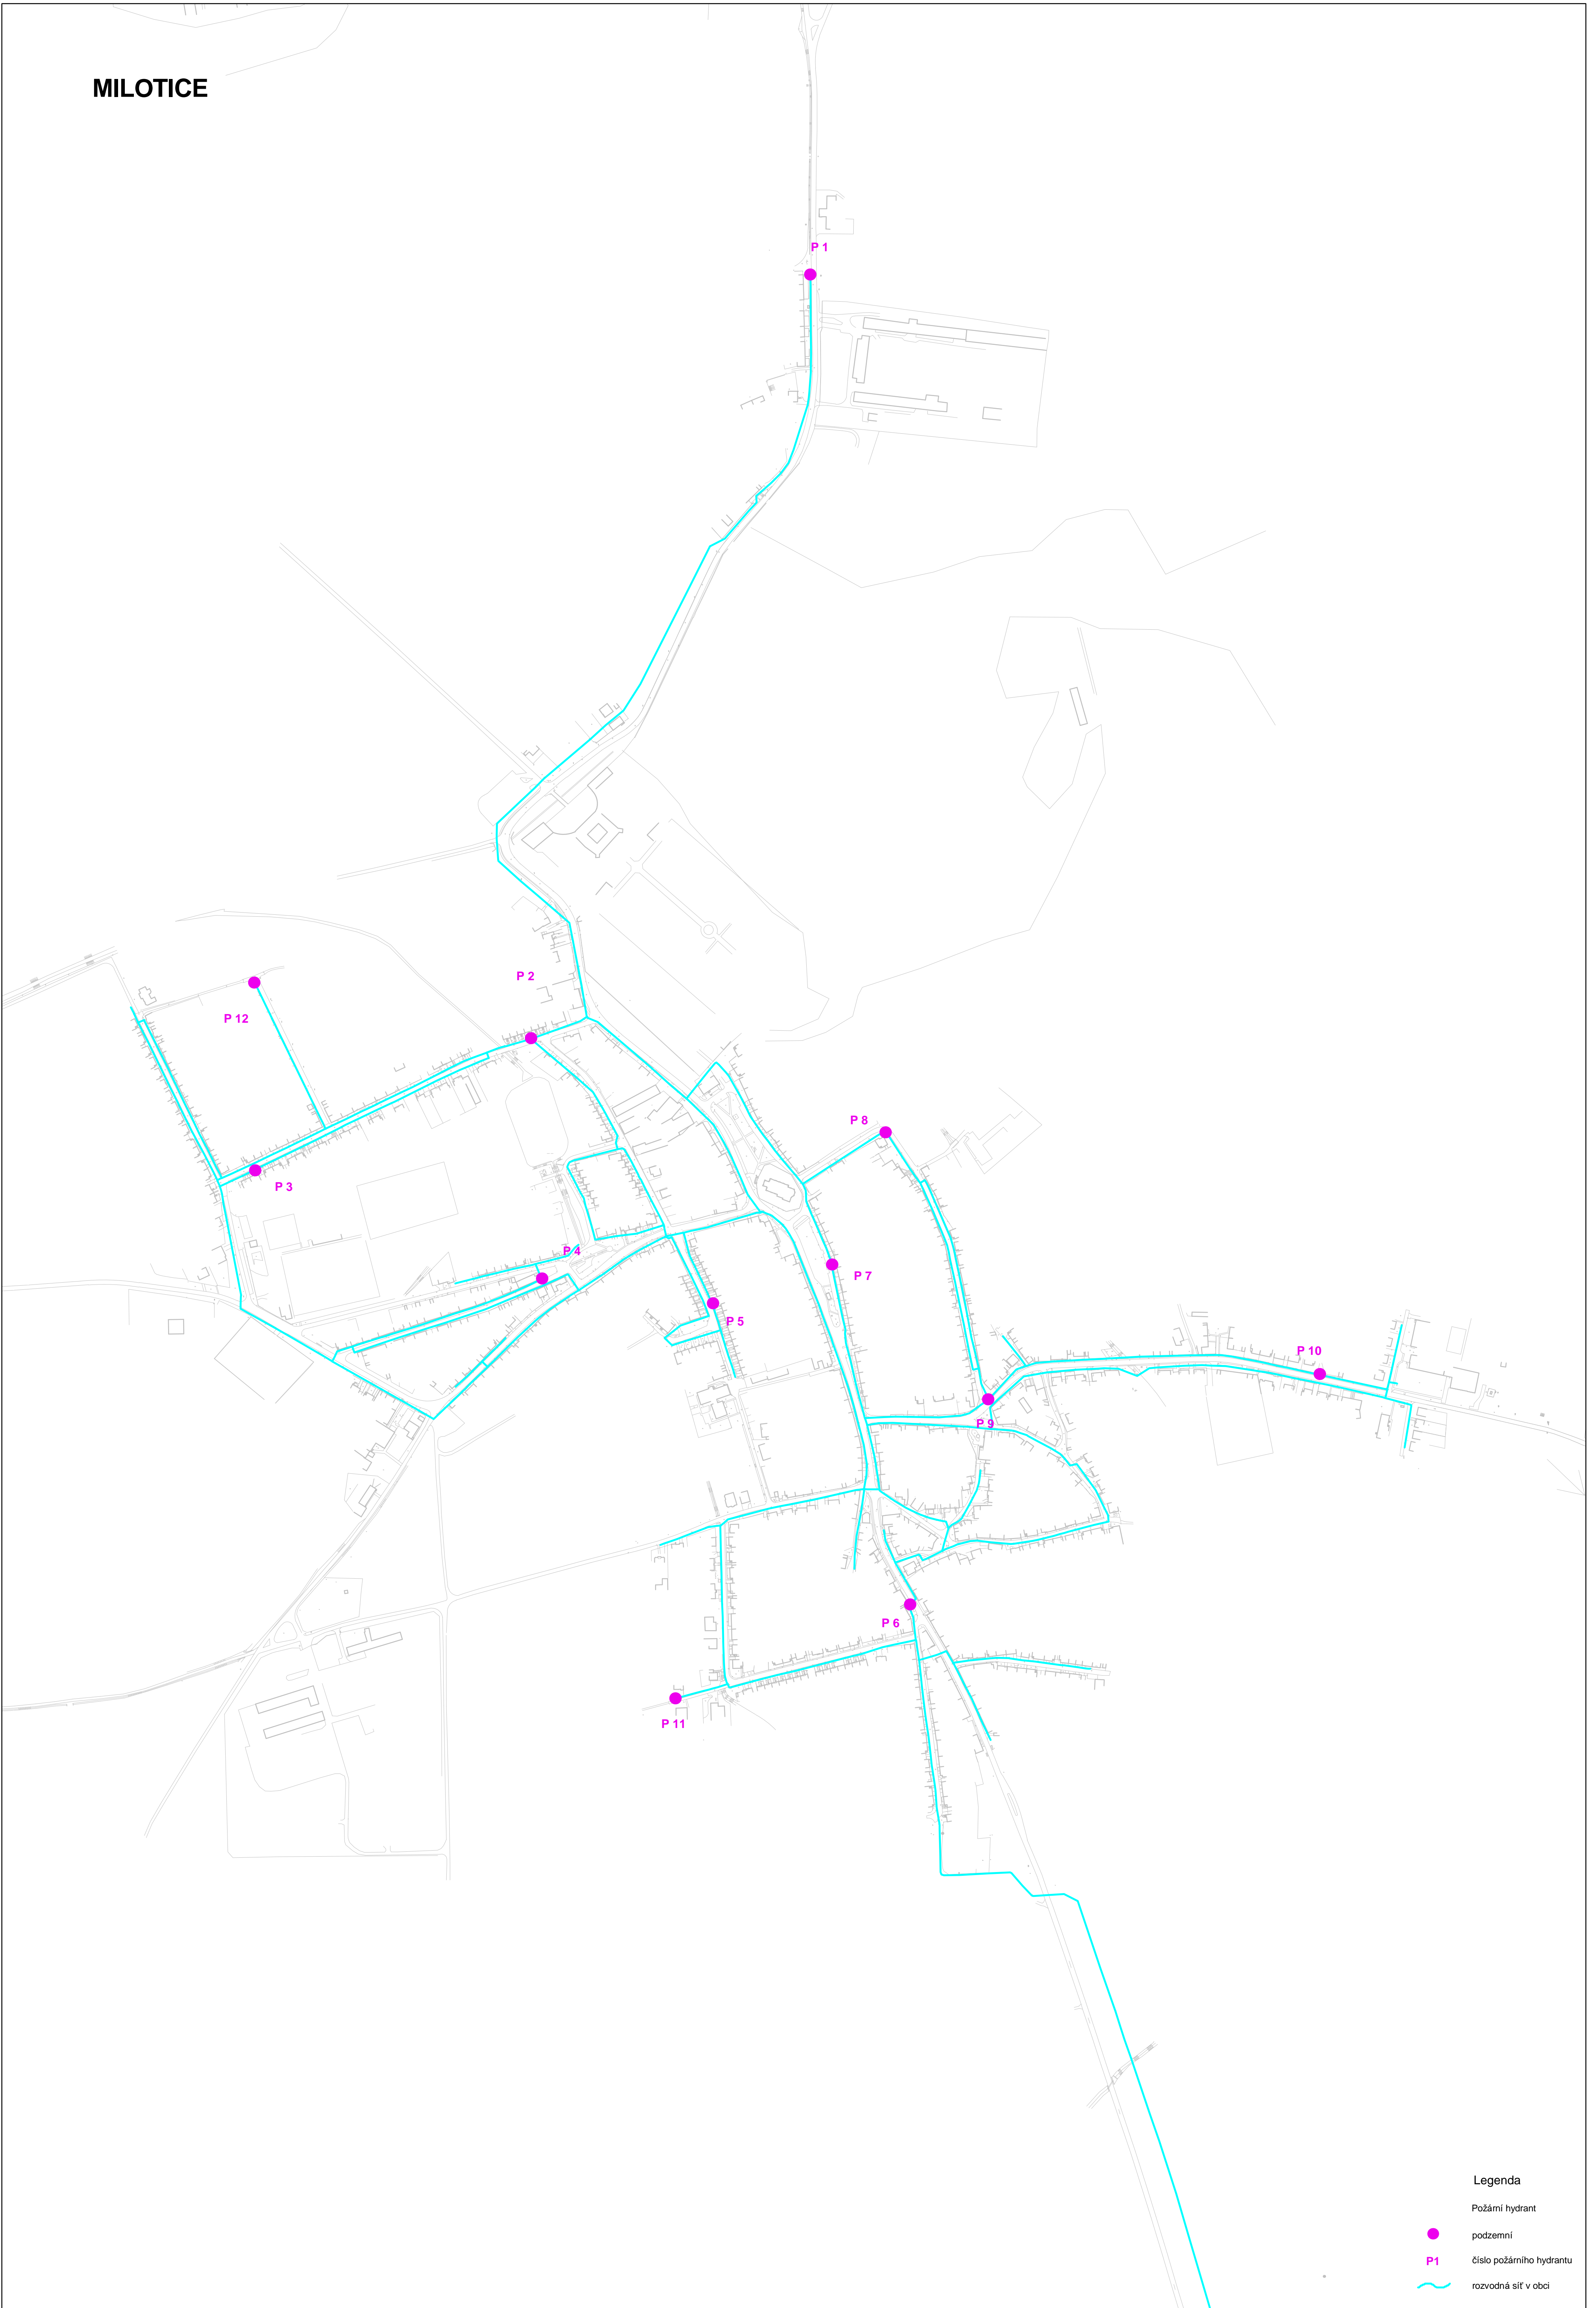 MILOTICE
P 1
P 2
P 12
P 8
P 3
P 4
P 7
P 5
P 10
P 9
P 6
P 11
Legenda
Požární hydrant
podzemní
P1 číslo požárního hydrantu
rozvodná síť v obci